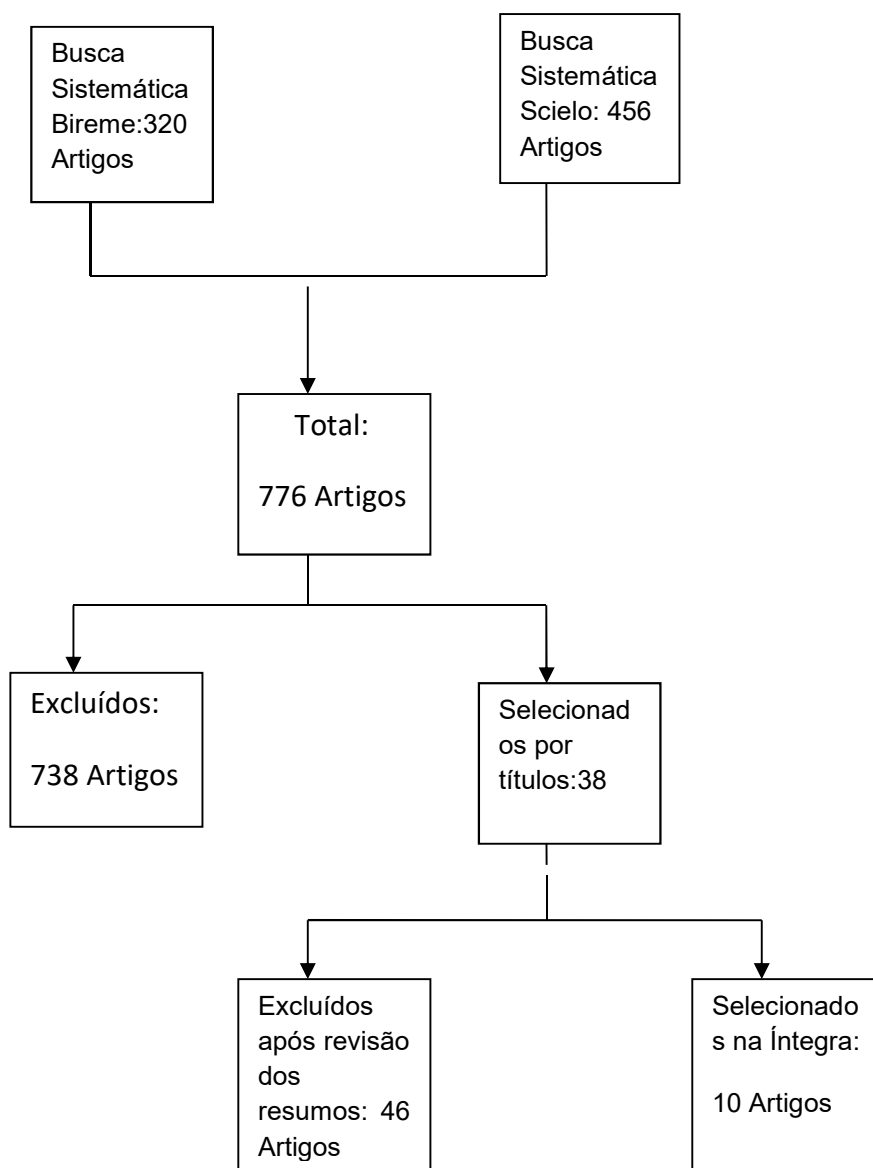 Busca
Sistemática
Bireme:320
Artigos
Busca
Sistemática
Scielo: 456
Artigos
Total:
776 Artigos
Excluídos:
738 Artigos
Selecionad
os por
títulos:38
Excluídos
após revisão
dos
resumos: 46
Artigos
Selecionado
s na Íntegra:
10 Artigos